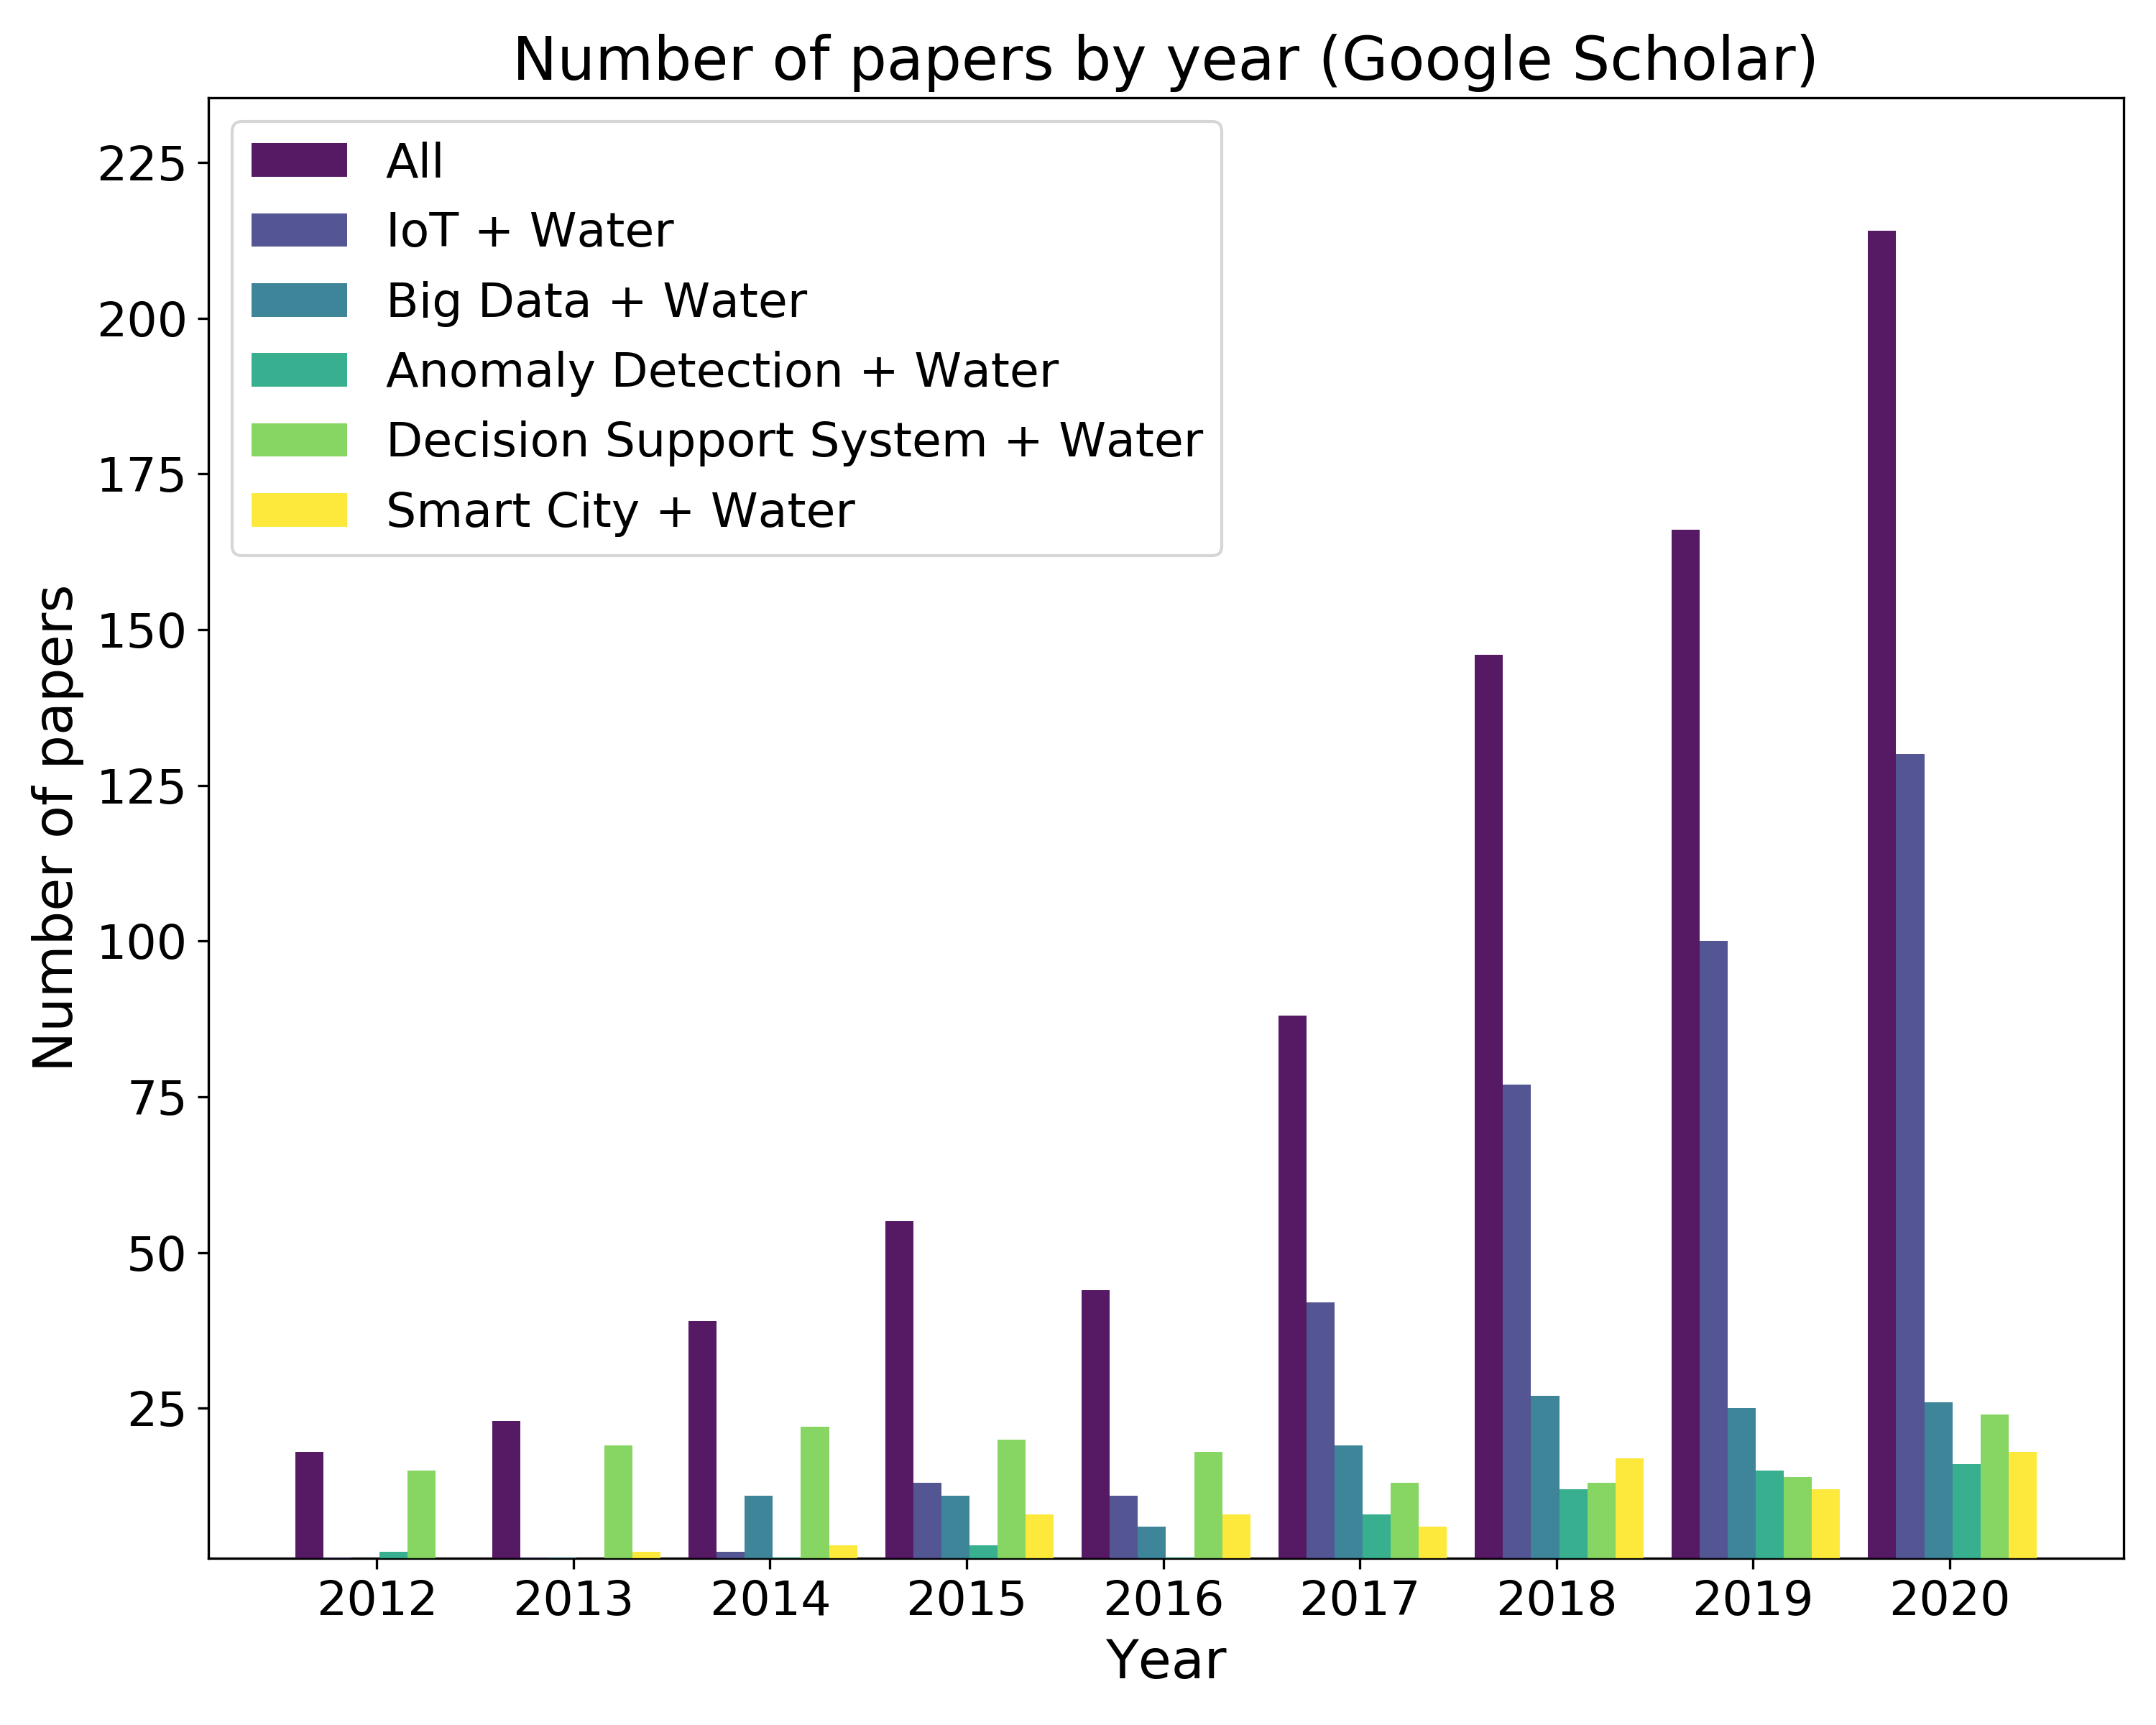 Number of papers by year (Google Scholar)
All
IoT + Water
Big Data + Water
Anomaly Detection + Water
Decision Support System + Water
Smart City + Water
Number of papers
225
200
175
150
125
100
75
50
25
2012 2013 2014 2015 2016 2017 2018 2019 2020
Year